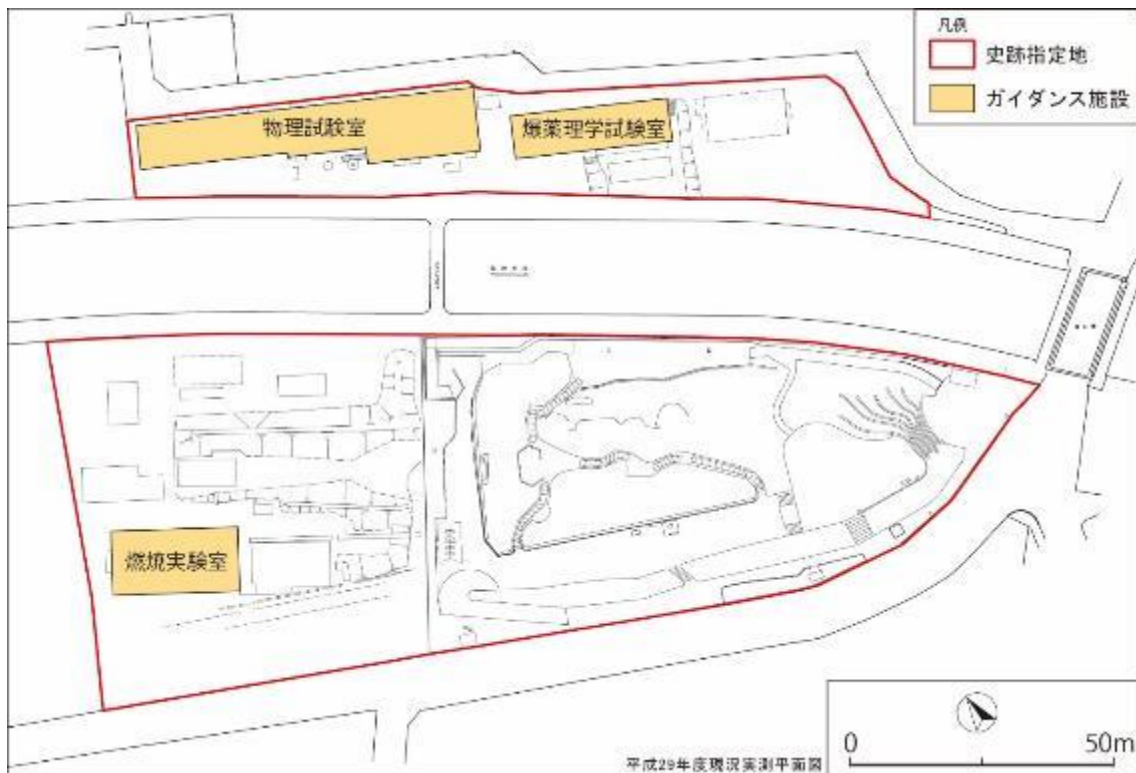 凡例
史跡指定地
ガイダンス施設
物理試験室
爆薬理学試験室
燃焼実験室
0
50m
平成29年度現況実測平面図